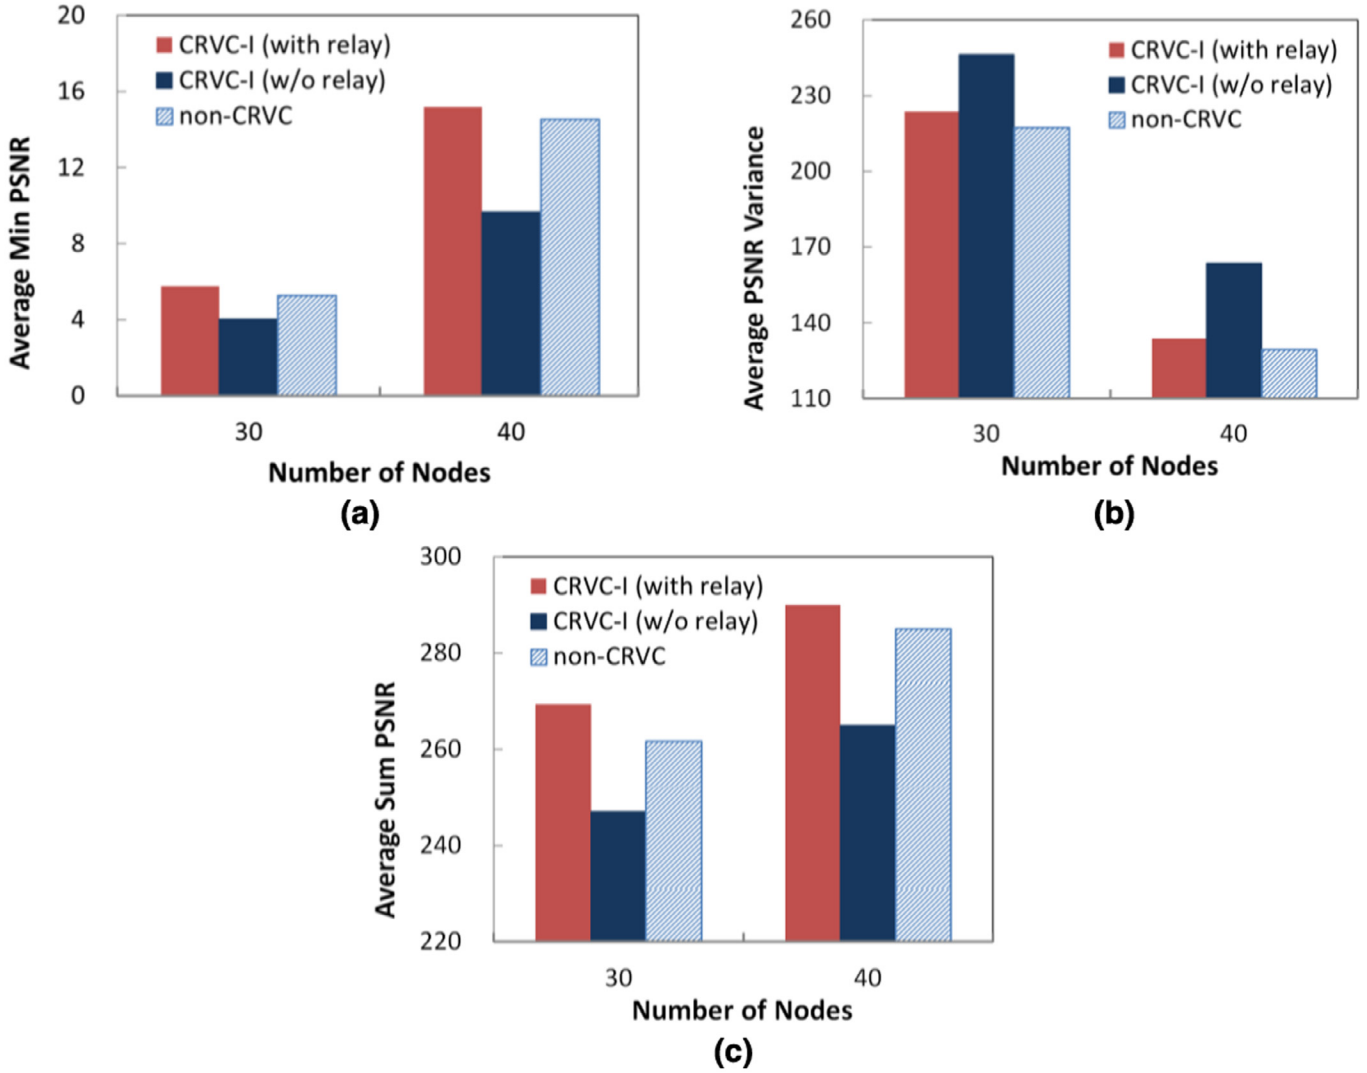 20
16
12
8
4
0
Average Min PSNR
CRVC-I (with relay)
CRVC-I (w/o relay)
non-CRVC
30 40
Number of Nodes
(a)
260
230
200
170
140
110
Average PSNR Variance
CRVC-I (with relay)
CRVC-I (w/o relay)
non-CRVC
30 40
Number of Nodes
(b)
300
280
260
240
220
Average Sum PSNR
CRVC-I (with relay)
CRVC-I (w/o relay)
non-CRVC
30 40
Number of Nodes
(c)